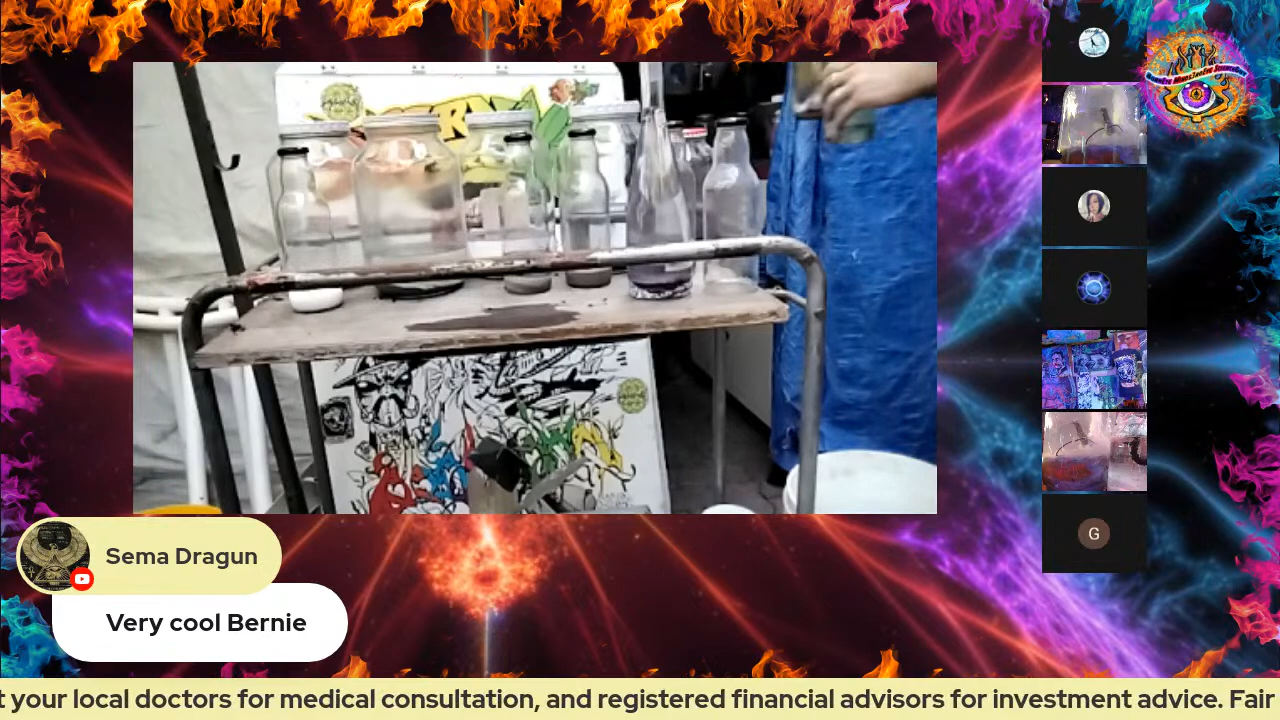 Sema Dragun
Very cool Bernie
t your local doctors for medical consultation, and registered financial advisors for investment advice. Fair
G